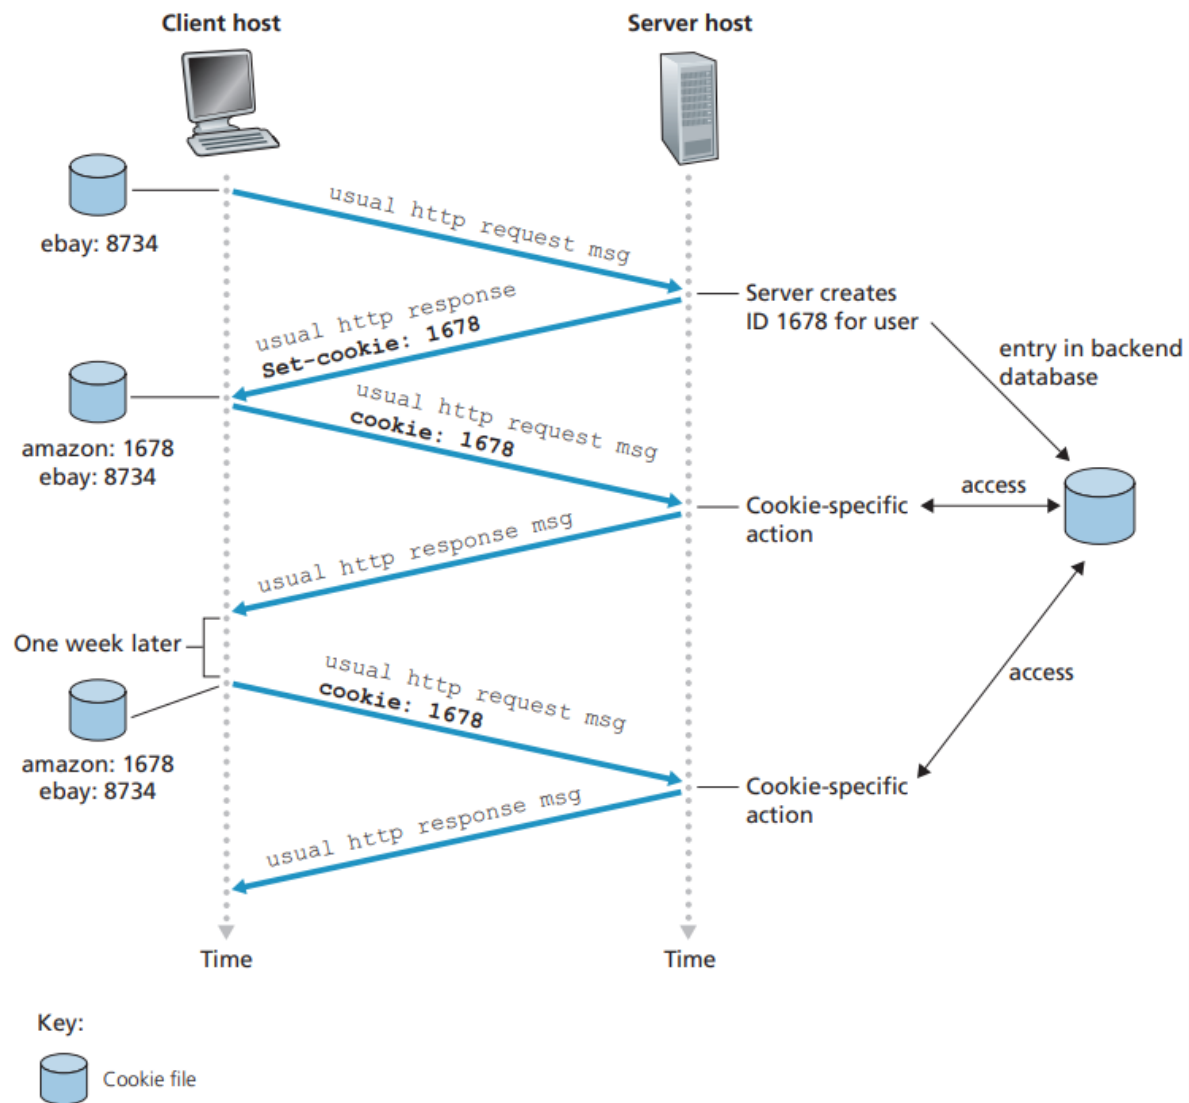 Client host
Server host
ebay: 8734
usual http request msg
Server creates
ID 1678 for user
usual http response
Set-cookie: 1678
entry in backend
database
amazon: 1678
ebay: 8734
usual http request msg
cookie: 1678
access
Cookie-specific
action
usual http response msg
One week later
access
usual http request msg
cookie: 1678
amazon: 1678
ebay: 8734
Cookie-specific
action
usual http response msg
Time
Time
Key:
Cookie file